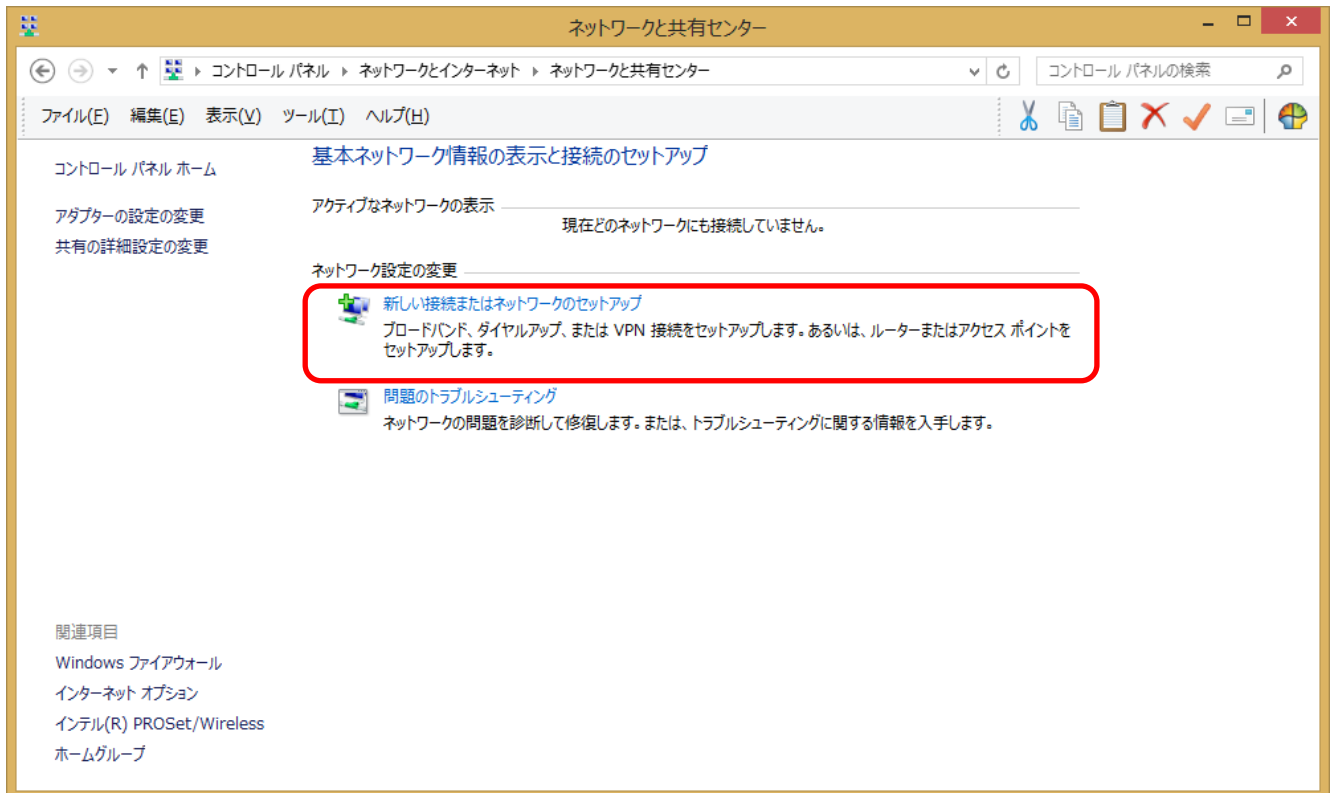 ネットワークと共有センター
コントロール パネル ネットワークとインターネット ネットワークと共有センター コントロール パネルの検索
ファイル(F) 編集(E) 表示(V) ツール(T) ヘルプ(H)
コントロール パネル ホーム
アダプターの設定の変更
共有の詳細設定の変更
基本ネットワーク情報の表示と接続のセットアップ
アクティブなネットワークの表示
現在どのネットワークにも接続していません。
ネットワーク設定の変更
新しい接続またはネットワークのセットアップ
ブロードバンド、ダイヤルアップ、または VPN 接続をセットアップします。あるいは、ルーターまたはアクセス ポイントを
セットアップします。
問題のトラブルシューティング
ネットワークの問題を診断して修復します。または、トラブルシューティングに関する情報を入手します。
関連項目
Windows ファイアウォール
インターネット オプション
インテル(R) PROSet/Wireless
ホームグループ